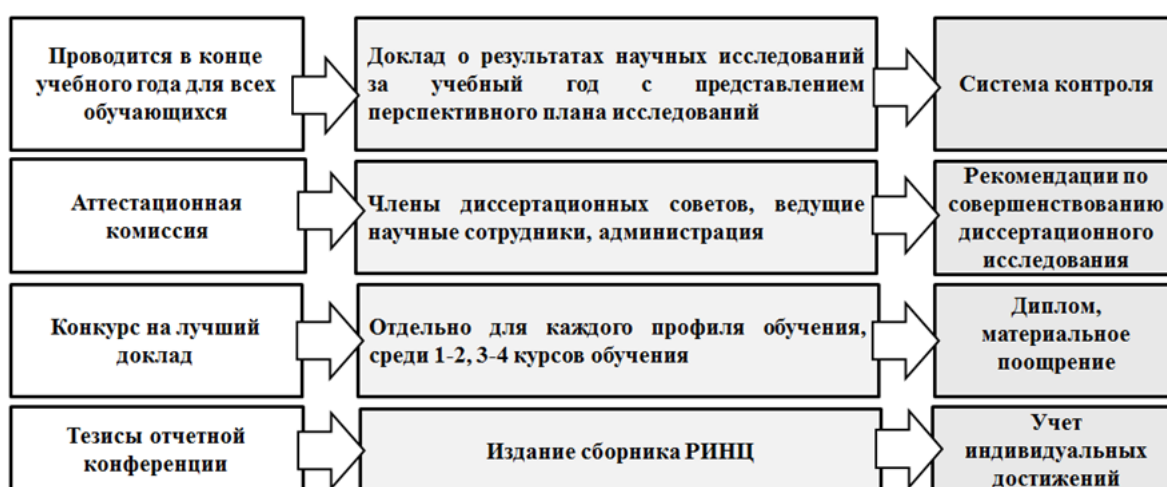 Проводится в конце
учебного года для всех
обучающихся
Доклад о результатах научных исследований
за учебный год с представлением
перспективного плана исследований
Система контроля
Аттестационная
комиссия
Члены диссертационных советов, ведущие
научные сотрудники, администрация
Рекомендации по
совершенствованию
диссертационного
исследования
Конкурс на лучший
доклад
Отдельно для каждого профиля обучения,
среди 1-2, 3-4 курсов обучения
Диплом,
материальное
поощрение
Тезисы отчетной
конференции
Издание сборника РИНЦ
Учет
индивидуальных
достижений